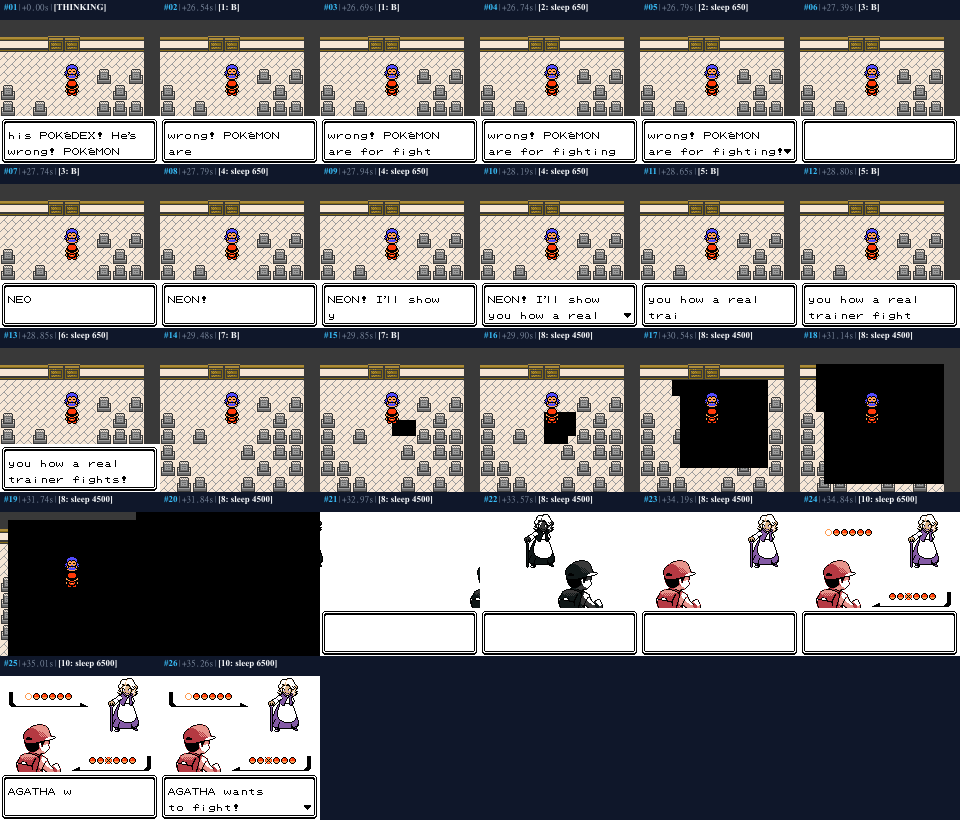 #01|+0.00s|[THINKING]
#02|+26.54s|[1: B]
#03|+26.69s|[1: B]
#04|+26.74s|[2: sleep 650]
#05|+26.79s|[2: sleep 650]
#06|+27.39s|[3: B]
his POKéDEX! He's
wrong! POKéMON
wrong! POKéMON
are
wrong! POKéMON
are for fight
wrong! POKéMON
are for fighting
wrong! POKéMON
are for fighting!▼
#07|+27.74s|[3: B]
#08|+27.79s|[4: sleep 650]
#09|+27.94s|[4: sleep 650]
#10|+28.19s|[4: sleep 650]
#11|+28.65s|[5: B]
#12|+28.80s|[5: B]
NEO
NEON!
NEON! I'll show
y
NEON! I'll show
you how a real ▼
you how a real
trai
you how a real
trainer fight
#13|+28.85s|[6: sleep 650]
#14|+29.48s|[7: B]
#15|+29.85s|[7: B]
#16|+29.90s|[8: sleep 4500]
#17|+30.54s|[8: sleep 4500]
#18|+31.14s|[8: sleep 4500]
you how a real
trainer fights!
#19|+31.74s|[8: sleep 4500]
#20|+31.84s|[8: sleep 4500]
#21|+32.97s|[8: sleep 4500]
#22|+33.57s|[8: sleep 4500]
#23|+34.19s|[8: sleep 4500]
#24|+34.84s|[10: sleep 6500]
#25|+35.01s|[10: sleep 6500]
#26|+35.26s|[10: sleep 6500]
AGATHA w
AGATHA wants
to fight! ▼